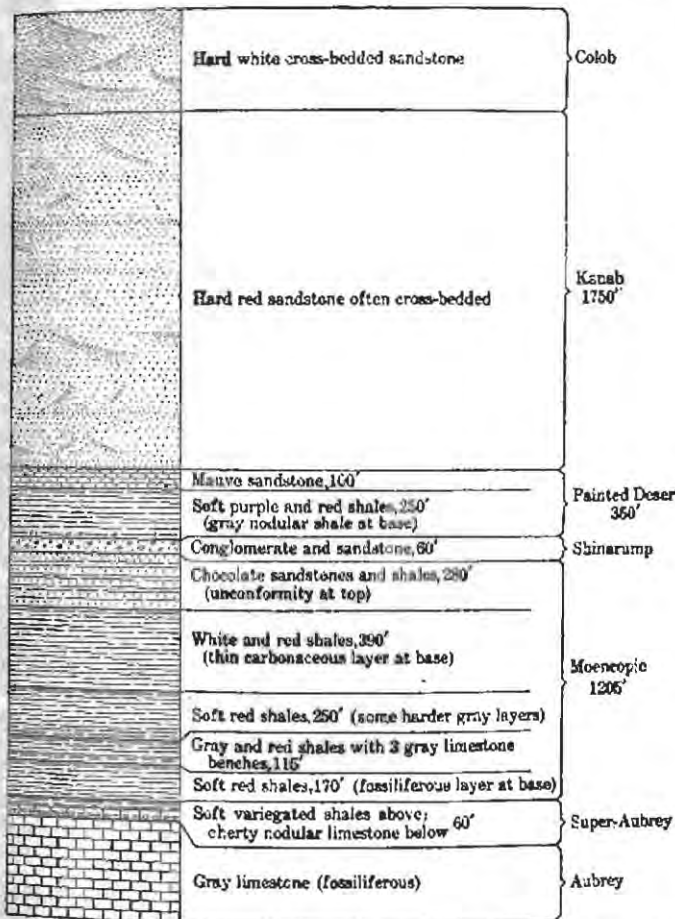 Hard white cross-bedded sandstone
Colob
Hard red sandstone often cross-bedded
Kanab
1750'
Mauve sandstone, 100'
Soft purple and red shales, 250'
(gray nodular shale at base)
Painted Deser
350'
Conglomerate and sandstone, 60'
Shinarump
Chocolate sandstones and shales, 280'
(unconformity at top)
White and red shales, 390'
(thin carbonaceous layer at base)
Moencopie
1205'
Soft red shales, 250' (some harder gray layers)
Gray and red shales with 3 gray limestone
benches, 115'
Soft red shales, 170' (fossiliferous layer at base)
Soft variegated shales above;
cherty nodular limestone below
60'
Super-Aubrey
Gray limestone (fossiliferous)
Aubrey